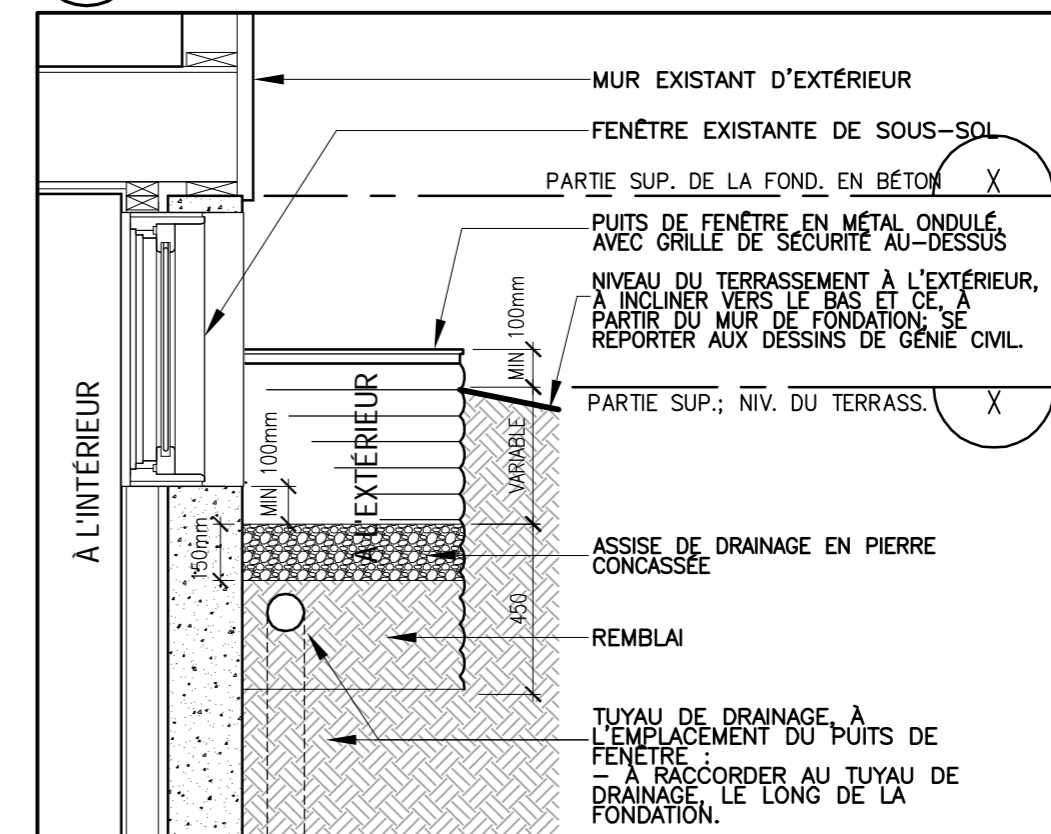 MUR EXISTANT D'EXTÉRIEUR
FENÊTRE EXISTANTE DE SOUS-SOL
PARTIE SUP. DE LA FOND. EN BÉTON
X
PUITS DE FENÊTRE EN MÉTAL ONDULÉ,
AVEC GRILLE DE SÉCURITÉ AU-DESSUS
NIVEAU DU TERRASSEMENT À L'EXTÉRIEUR,
À INCLINER VERS LE BAS ET CE, À
PARTIR DU MUR DE FONDATION; SE
REPORTER AUX DESSINS DE GÉNIE CIVIL.
MIN 100mm
PARTIE SUP.; NIV. DU TERRASS.
X
À L'INTÉRIEUR
À L'EXTÉRIEUR
MIN 100mm
VARIABLE
150mm
450
ASSISE DE DRAINAGE EN PIERRE
CONCASSÉE
REMBLAI
TUYAU DE DRAINAGE, À
L'EMPLACEMENT DU PUITS DE
FENÊTRE :
- À RACCORDER AU TUYAU DE
DRAINAGE, LE LONG DE LA
FONDATION.